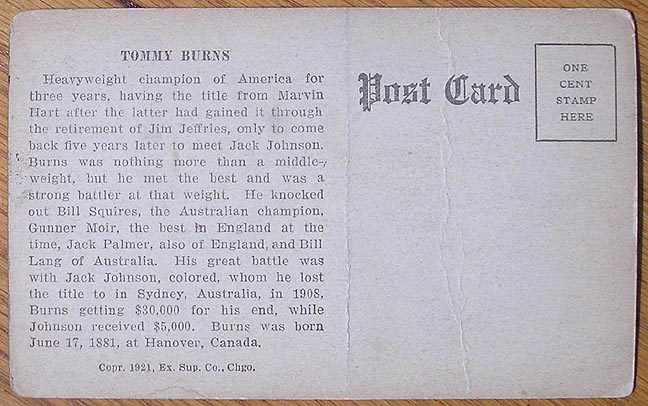 TOMMY BURNS
Heavyweight champion of America for
three years, having the title from Marvin
Hart after the latter had gained it through
the retirement of Jim Jeffries, only to come
back five years later to meet Jack Johnson.
Burns was nothing more than a middle-
weight, but he met the best and was a
strong battler at that weight. He knocked
out Bill Squires, the Australian champion,
Gunner Moir, the best in England at the
time, Jack Palmer, also of England, and Bill
Lang of Australia. His great battle was
with Jack Johnson, colored, whom he lost
the title to in Sydney, Australia, in 1908,
Burns getting $30,000 for his end, while
Johnson received $5,000. Burns was born
June 17, 1881, at Hanover, Canada.
Copr. 1921, Ex. Sup. Co., Chgo.
Post Card
ONE
CENT
STAMP
HERE